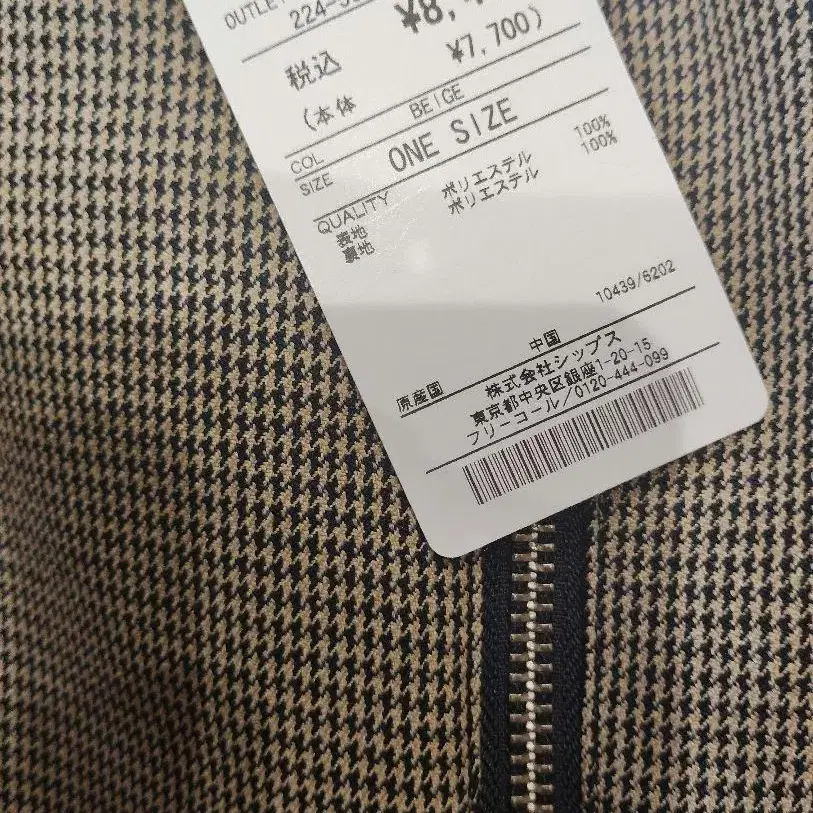 OUTLET
224-
¥8,
税込
¥7,700)
(本体
COL BEIGE
SIZE ONE SIZE
QUALITY
表地 ポリエステル 100%
裏地 ポリエステル 100%
10439/6202
原産国 中国
株式会社シップス
東京都中央区銀座1-20-15
フリーコール/0120-444-099